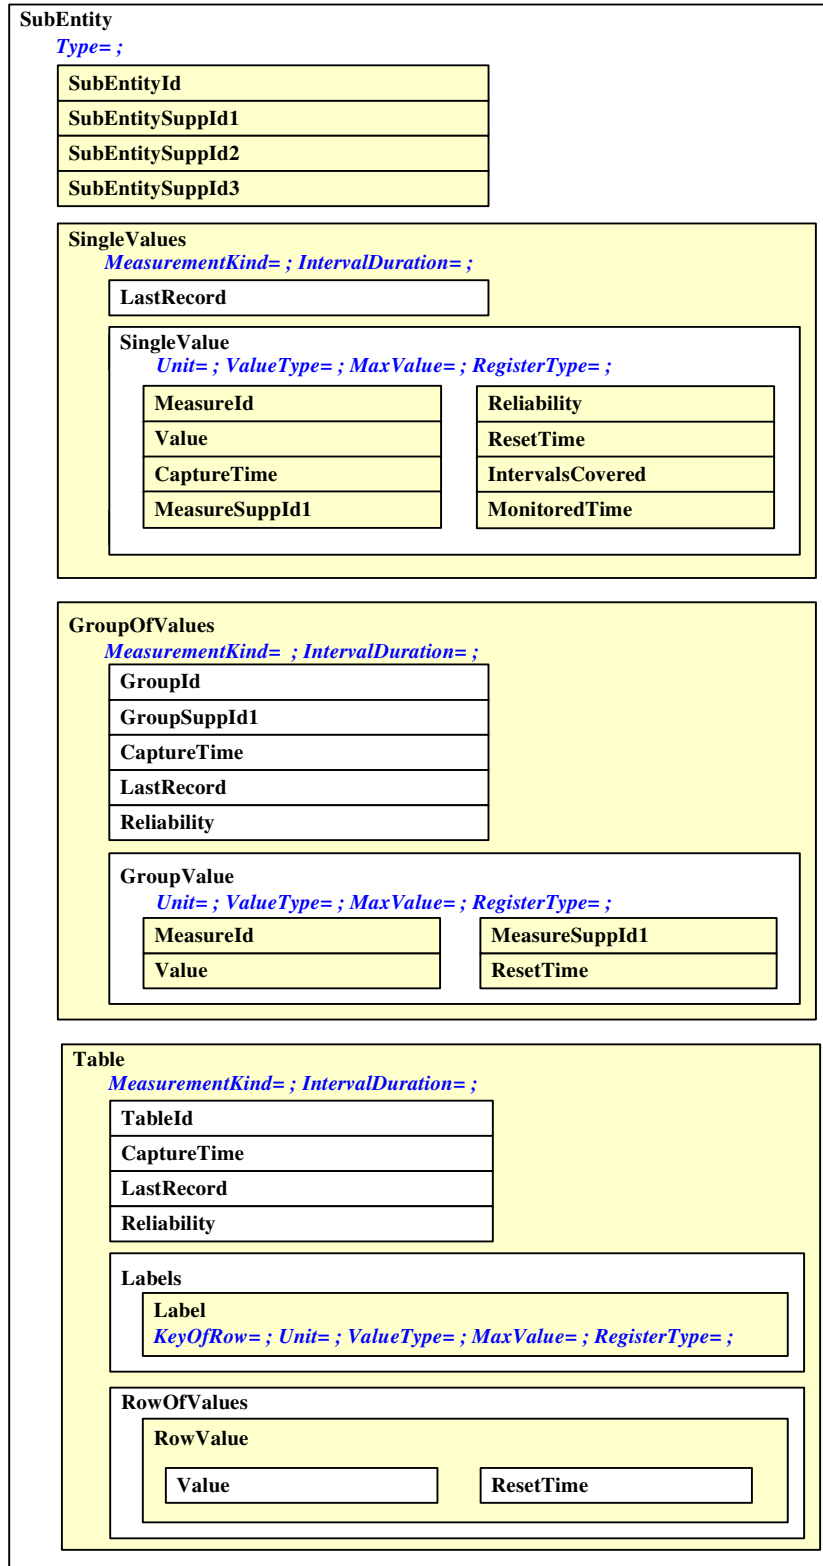 SubEntity
Type= ;
SubEntityId
SubEntitySuppId1
SubEntitySuppId2
SubEntitySuppId3
SingleValues
MeasurementKind= ; IntervalDuration= ;
LastRecord
SingleValue
Unit= ; ValueType= ; MaxValue= ; RegisterType= ;
MeasureId
Value
CaptureTime
MeasureSuppId1
Reliability
ResetTime
IntervalsCovered
MonitoredTime
GroupOfValues
MeasurementKind=  ; IntervalDuration= ;
GroupId
GroupSuppId1
CaptureTime
LastRecord
Reliability
GroupValue
Unit= ; ValueType= ; MaxValue= ; RegisterType= ;
MeasureId
Value
MeasureSuppId1
ResetTime
Table
MeasurementKind= ; IntervalDuration= ;
TableId
CaptureTime
LastRecord
Reliability
Labels
Label
KeyOfRow= ; Unit= ; ValueType= ; MaxValue= ; RegisterType= ;
RowOfValues
RowValue
Value
ResetTime